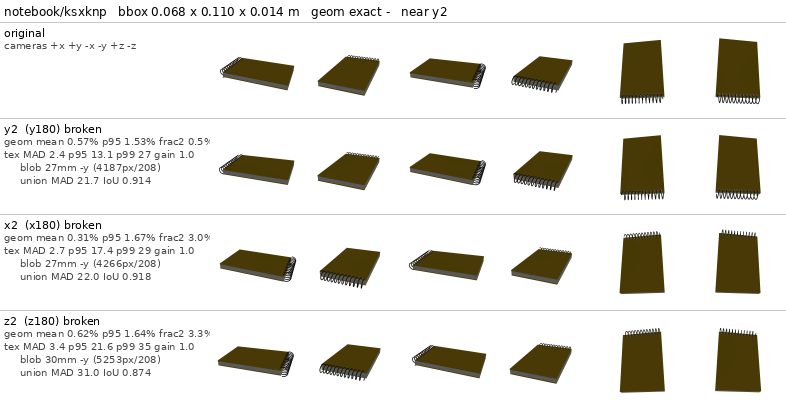 notebook/ksxknp   bbox 0.068 x 0.110 x 0.014 m   geom exact -   near y2
original
cameras +x +y -x -y +z -z
y2  (y180) broken
geom mean 0.57% p95 1.53% frac2 0.5%
tex MAD 2.4 p95 13.1 p99 27 gain 1.0
blob 27mm -y (4187px/208)
union MAD 21.7 IoU 0.914
x2  (x180) broken
geom mean 0.31% p95 1.67% frac2 3.0%
tex MAD 2.7 p95 17.4 p99 29 gain 1.0
blob 27mm -y (4266px/208)
union MAD 22.0 IoU 0.918
z2  (z180) broken
geom mean 0.62% p95 1.64% frac2 3.3%
tex MAD 3.4 p95 21.6 p99 35 gain 1.0
blob 30mm -y (5253px/208)
union MAD 31.0 IoU 0.874